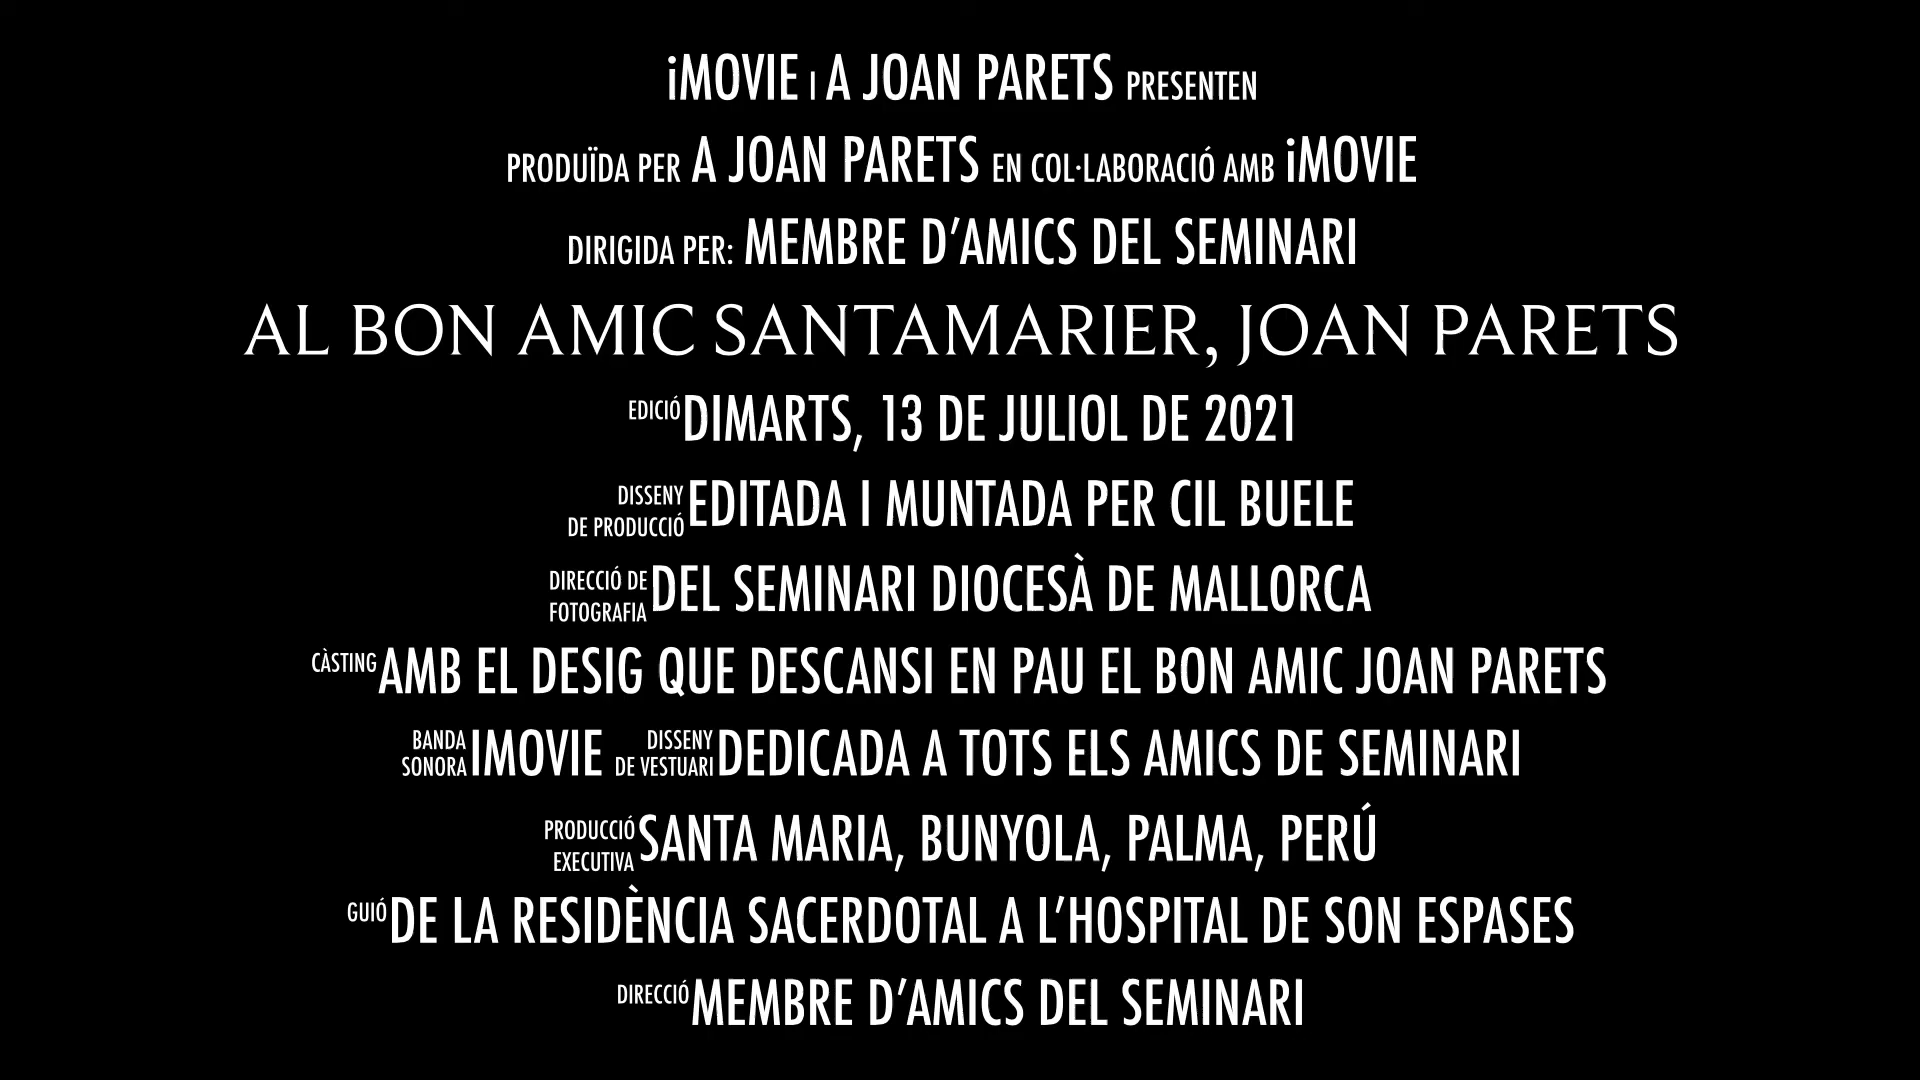 iMOVIE I A JOAN PARETS PRESENTEN
PRODUÏDA PER A JOAN PARETS EN COL·LABORACIÓ AMB iMOVIE
DIRIGIDA PER: MEMBRE D’AMICS DEL SEMINARI
AL BON AMIC SANTAMARIER, JOAN PARETS
EDICIÓ DIMARTS, 13 DE JULIOL DE 2021
DISSENY DE PRODUCCIÓ EDITADA I MUNTADA PER CIL BUELE
DIRECCIÓ DE FOTOGRAFIA DEL SEMINARI DIOCESÀ DE MALLORCA
CÀSTING AMB EL DESIG QUE DESCANSI EN PAU EL BON AMIC JOAN PARETS
BANDA SONORA IMOVIE DISSENY DE VESTUARI DEDICADA A TOTS ELS AMICS DE SEMINARI
PRODUCCIÓ EXECUTIVA SANTA MARIA, BUNYOLA, PALMA, PERÚ
GUIÓ DE LA RESIDÈNCIA SACERDOTAL A L’HOSPITAL DE SON ESPASES
DIRECCIÓ MEMBRE D’AMICS DEL SEMINARI